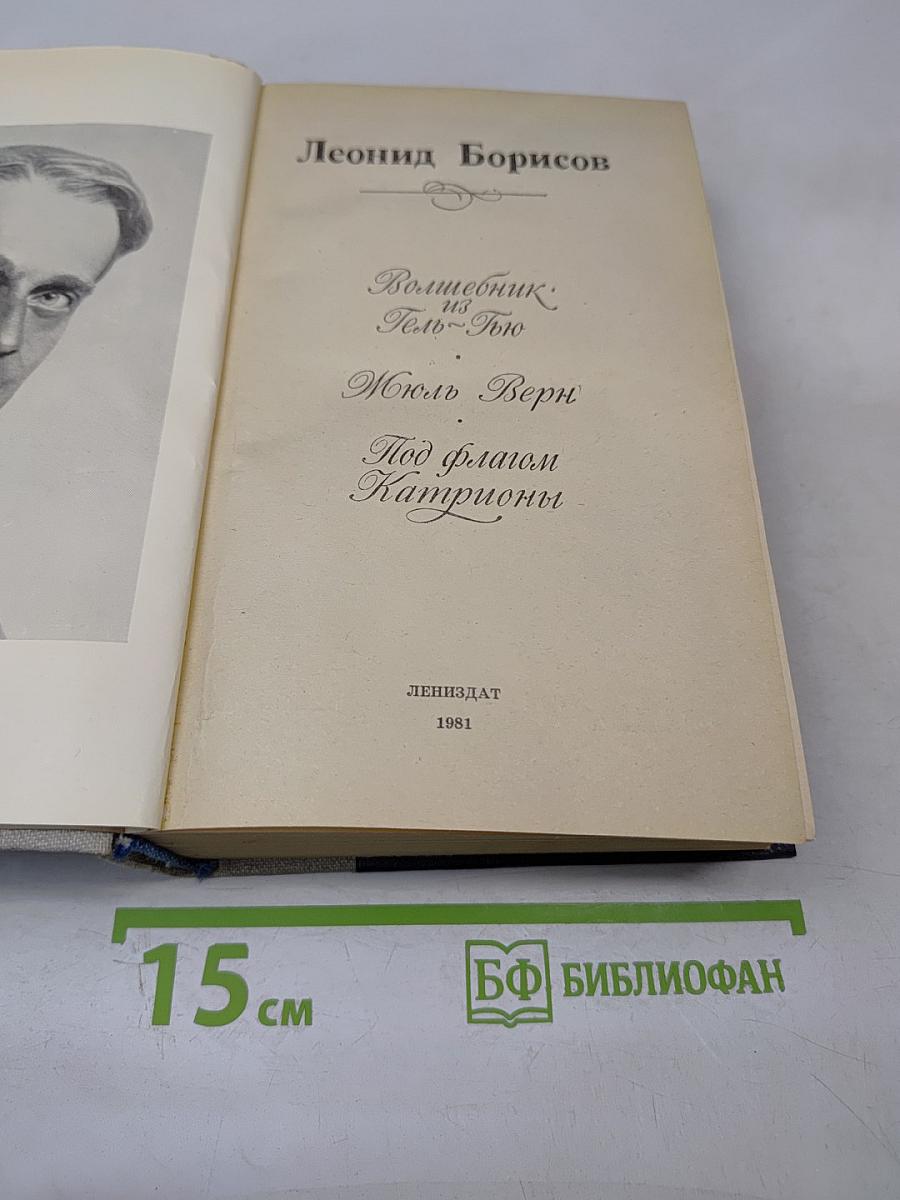 Леонид Борисов
Волшебник
из
Гель-Гью
Жюль Верн
Под флагом
Катрионы
ЛЕНИЗДАТ
1981
15 см
БФ БИБЛИОФАН